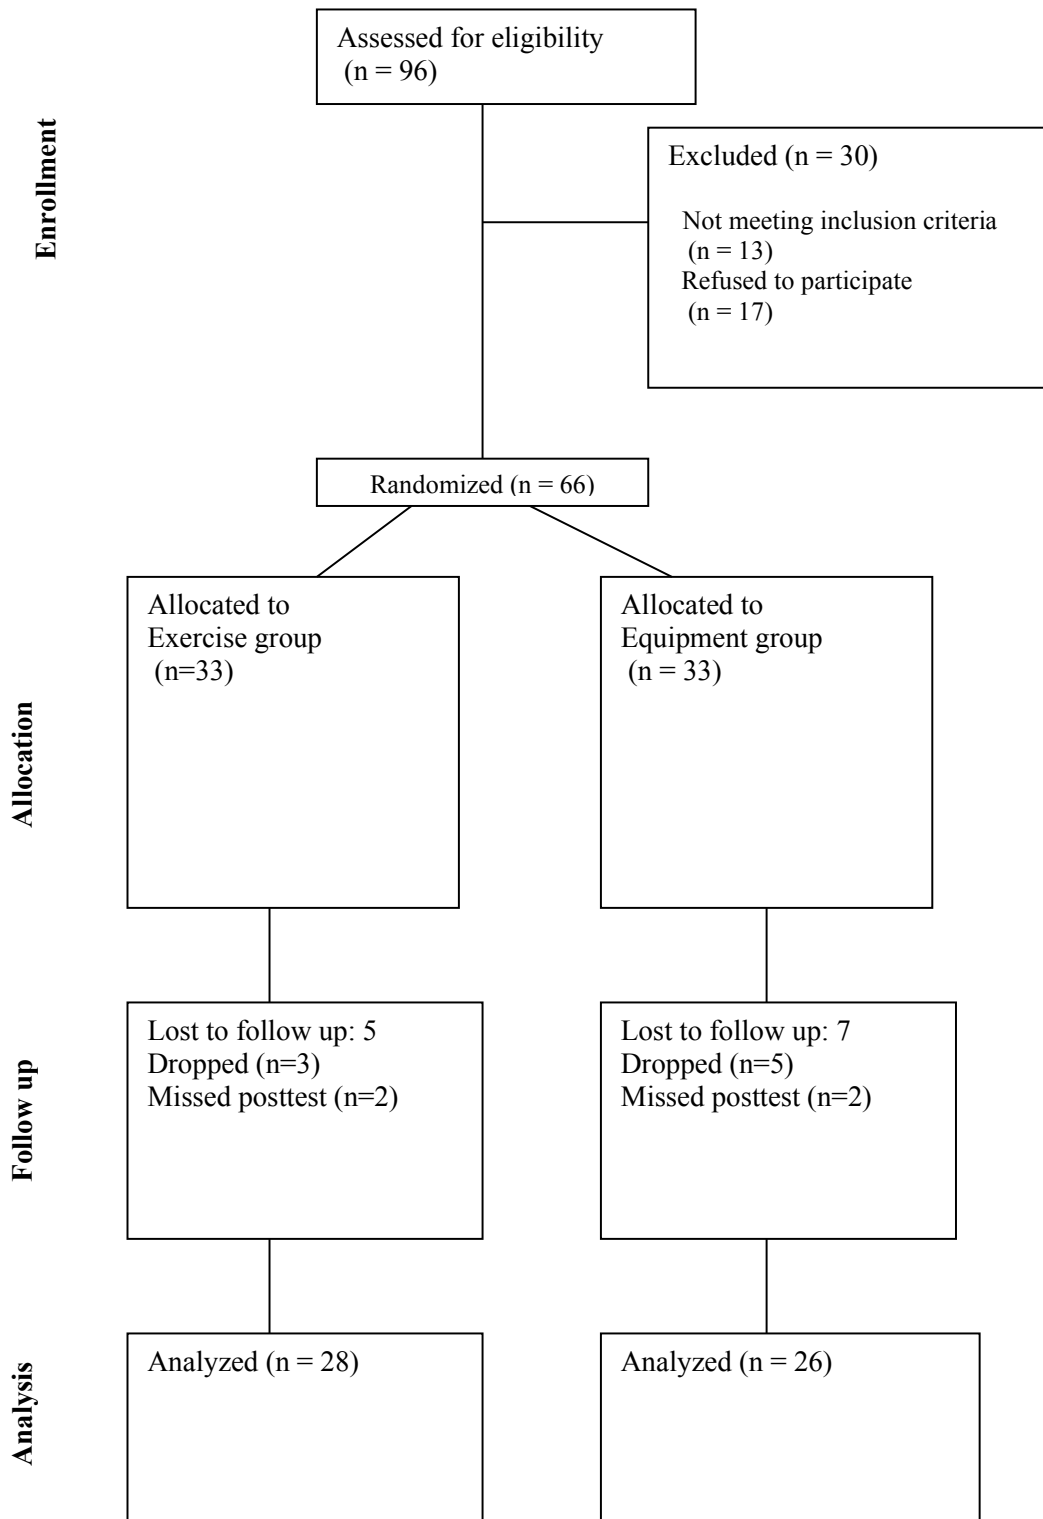 Assessed for eligibility
(n = 96)
Enrollment
Excluded (n = 30)
Not meeting inclusion criteria
(n = 13)
Refused to participate
(n = 17)
Randomized (n = 66)
Allocation
Allocated to
Exercise group
(n=33)
Allocated to
Equipment group
(n = 33)
Follow up
Lost to follow up: 5
Dropped (n=3)
Missed posttest (n=2)
Lost to follow up: 7
Dropped (n=5)
Missed posttest (n=2)
Analysis
Analyzed (n = 28)
Analyzed (n = 26)